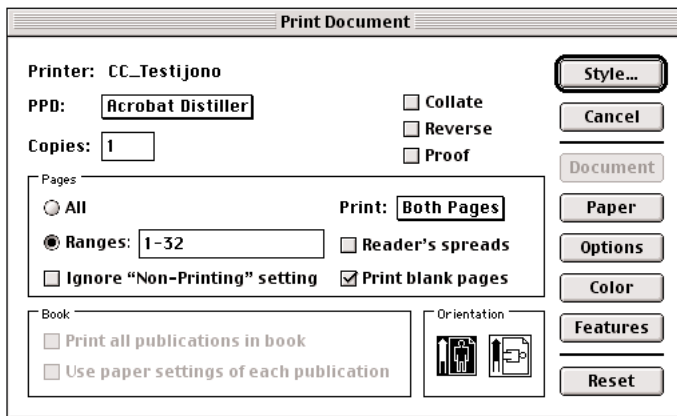 Print Document
Printer: CC_Testijono
PPD: Acrobat Distiller
Copies: 1
Collate
Reverse
Proof
Pages
All
Print: Both Pages
Ranges: 1-32
Reader's spreads
Ignore “Non-Printing” setting
Print blank pages
Book
Print all publications in book
Use paper settings of each publication
Orientation
Style...
Cancel
Document
Paper
Options
Color
Features
Reset